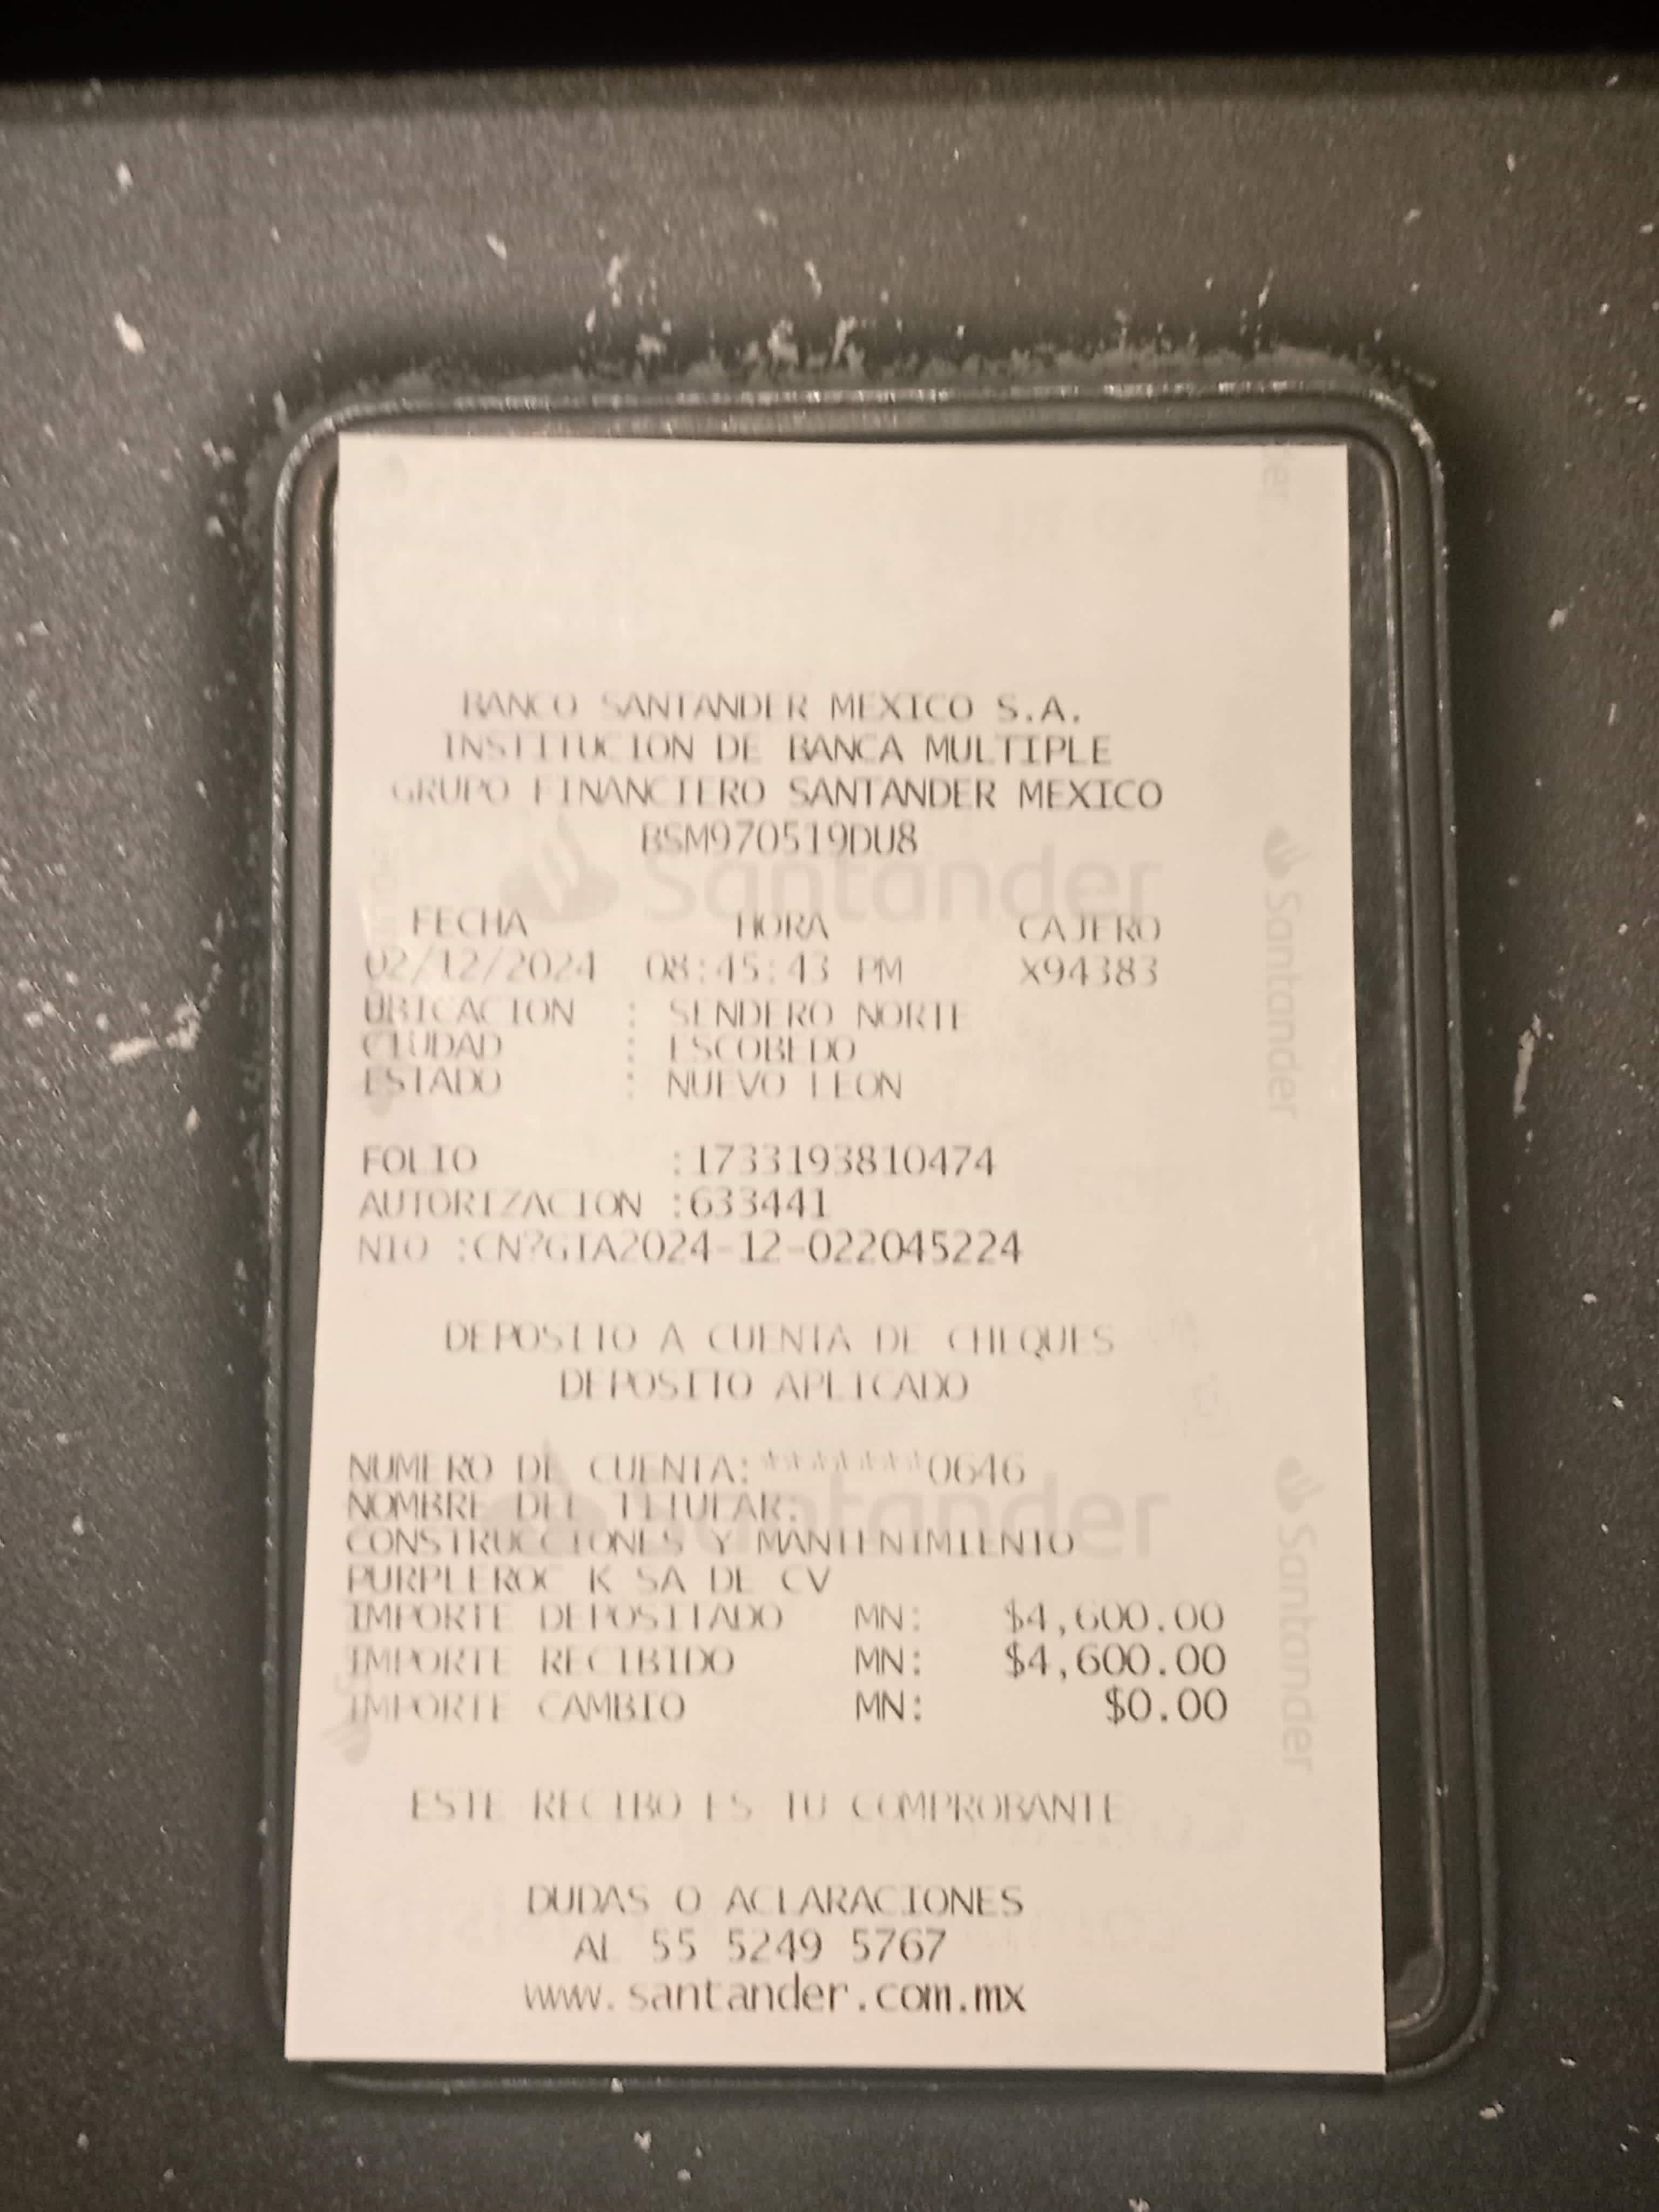 BANCO SANTANDER MEXICO S.A.
INSTITUCION DE BANCA MULTIPLE
GRUPO FINANCIERO SANTANDER MEXICO
BSM970519DU8
Santander
FECHA HORA CAJERO
02/12/2024 08:45:43 PM X94383
UBICACION : SENDERO NORTE
CIUDAD : ESCOBEDO
ESTADO : NUEVO LEON
FOLIO :1733193810474
AUTORIZACION :633441
NIO :CN?GIA2024-12-022045224
DEPOSITO A CUENTA DE CHEQUES
DEPOSITO APLICADO
NUMERO DE CUENTA:*******0646
NOMBRE DEL TITULAR:
Santander
CONSTRUCCIONES Y MANTENIMIENTO
PURPLEROC K SA DE CV
IMPORTE DEPOSITADO MN: $4,600.00
IMPORTE RECIBIDO MN: $4,600.00
IMPORTE CAMBIO MN: $0.00
ESTE RECIBO ES TU COMPROBANTE
DUDAS O ACLARACIONES
AL 55 5249 5767
www.santander.com.mx
Santander
Santander